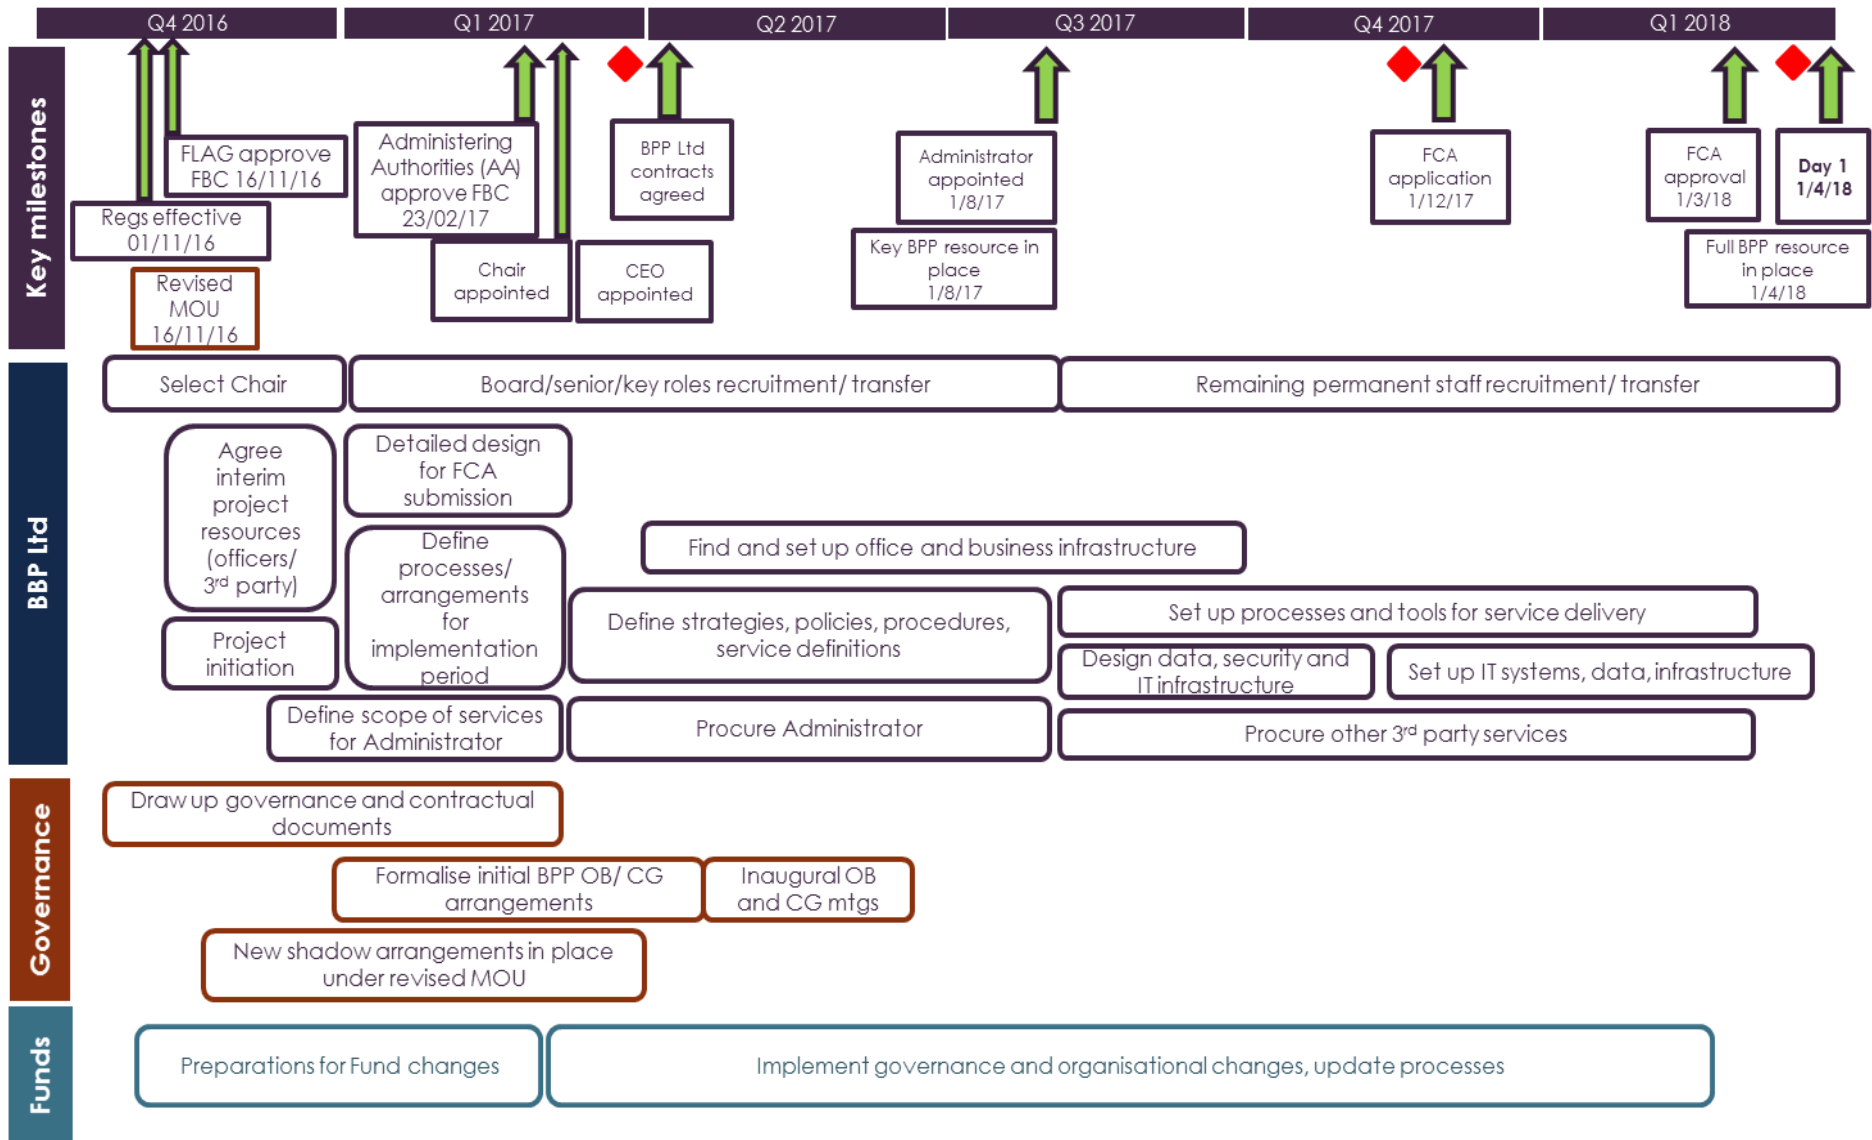 Q4 2016
Q1 2017
Q2 2017
Q3 2017
Q4 2017
Q1 2018
Key milestones
FLAG approve
FBC 16/11/16
Regs effective
01/11/16
Revised
MOU
16/11/16
Administering
Authorities (AA)
approve FBC
23/02/17
Chair
appointed
CEO
appointed
BPP Ltd
contracts
agreed
Administrator
appointed
1/8/17
Key BPP resource in
place
1/8/17
FCA
application
1/12/17
FCA
approval
1/3/18
Day 1
1/4/18
Full BPP resource
in place
1/4/18
BBP Ltd
Select Chair
Board/senior/key roles recruitment/ transfer
Remaining permanent staff recruitment/ transfer
Agree
interim
project
resources
(officers/
3rd party)
Detailed design
for FCA
submission
Define
processes/
arrangements
for
implementation
period
Find and set up office and business infrastructure
Project
initiation
Define strategies, policies, procedures,
service definitions
Set up processes and tools for service delivery
Design data, security and
IT infrastructure
Set up IT systems, data, infrastructure
Define scope of services
for Administrator
Procure Administrator
Procure other 3rd party services
Governance
Draw up governance and contractual
documents
Formalise initial BPP OB/ CG
arrangements
Inaugural OB
and CG mtgs
New shadow arrangements in place
under revised MOU
Funds
Preparations for Fund changes
Implement governance and organisational changes, update processes